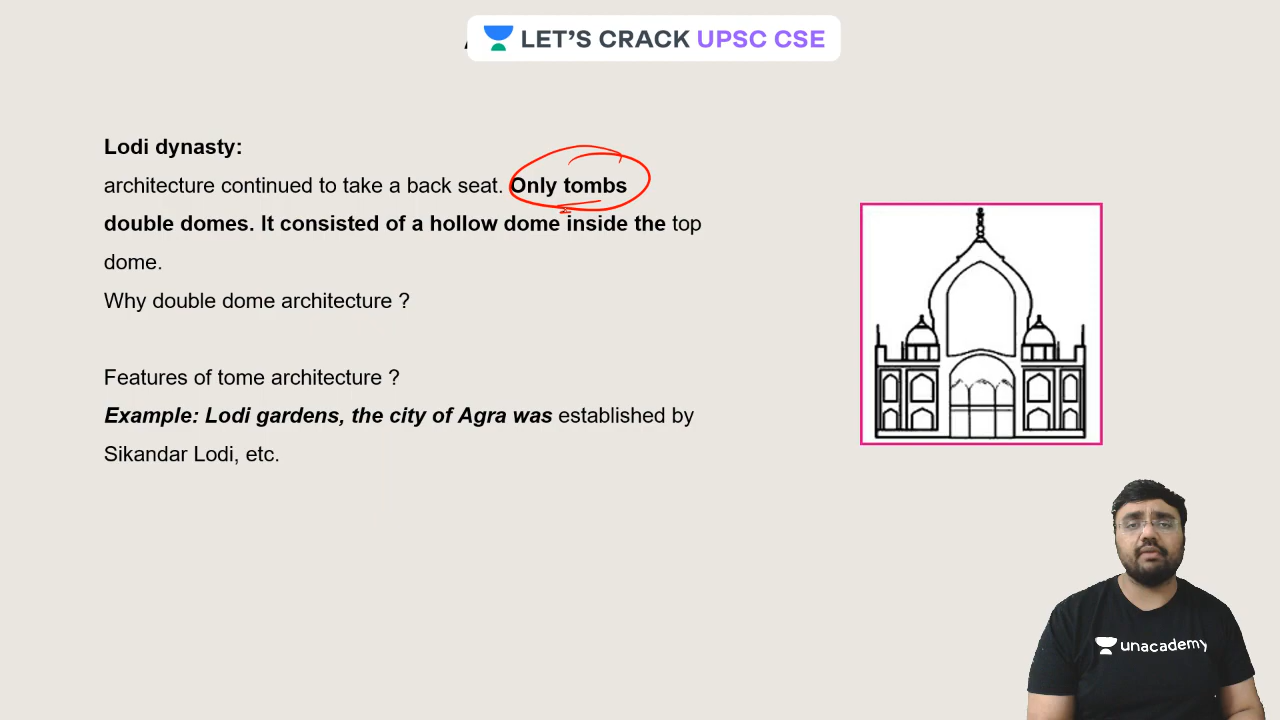 LET'S CRACK UPSC CSE
Lodi dynasty:
architecture continued to take a back seat. Only tombs
double domes. It consisted of a hollow dome inside the top
dome.
Why double dome architecture ?
Features of tome architecture ?
Example: Lodi gardens, the city of Agra was established by
Sikandar Lodi, etc.
unacademy